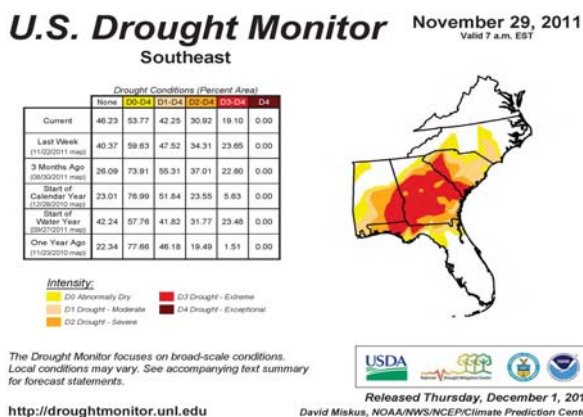 U.S. Drought Monitor
Southeast
November 29, 2011
Valid 7 a.m. EST
Drought Conditions (Percent Area)
None D0-D4 D1-D4 D2-D4 D3-D4 D4
Current 46.23 53.77 42.25 30.92 19.10 0.00
Last Week (11/22/2011 map) 40.37 59.63 47.52 34.31 23.65 0.00
3 Months Ago (08/30/2011 map) 26.09 73.91 55.31 37.01 22.80 0.00
Start of Calendar Year (12/28/2010 map) 23.01 76.99 51.84 23.55 5.63 0.00
Start of Water Year (09/27/2011 map) 42.24 57.76 41.82 31.77 23.48 0.00
One Year Ago (11/23/2010 map) 22.34 77.66 46.18 19.49 1.51 0.00
Intensity:
D0 Abnormally Dry
D1 Drought - Moderate
D2 Drought - Severe
D3 Drought - Extreme
D4 Drought - Exceptional
The Drought Monitor focuses on broad-scale conditions.
Local conditions may vary. See accompanying text summary
for forecast statements.
http://droughtmonitor.unl.edu
USDA
National Drought Mitigation Center
Released Thursday, December 1, 201
David Miskus, NOAA/NWS/NCEP/Climate Prediction Cent